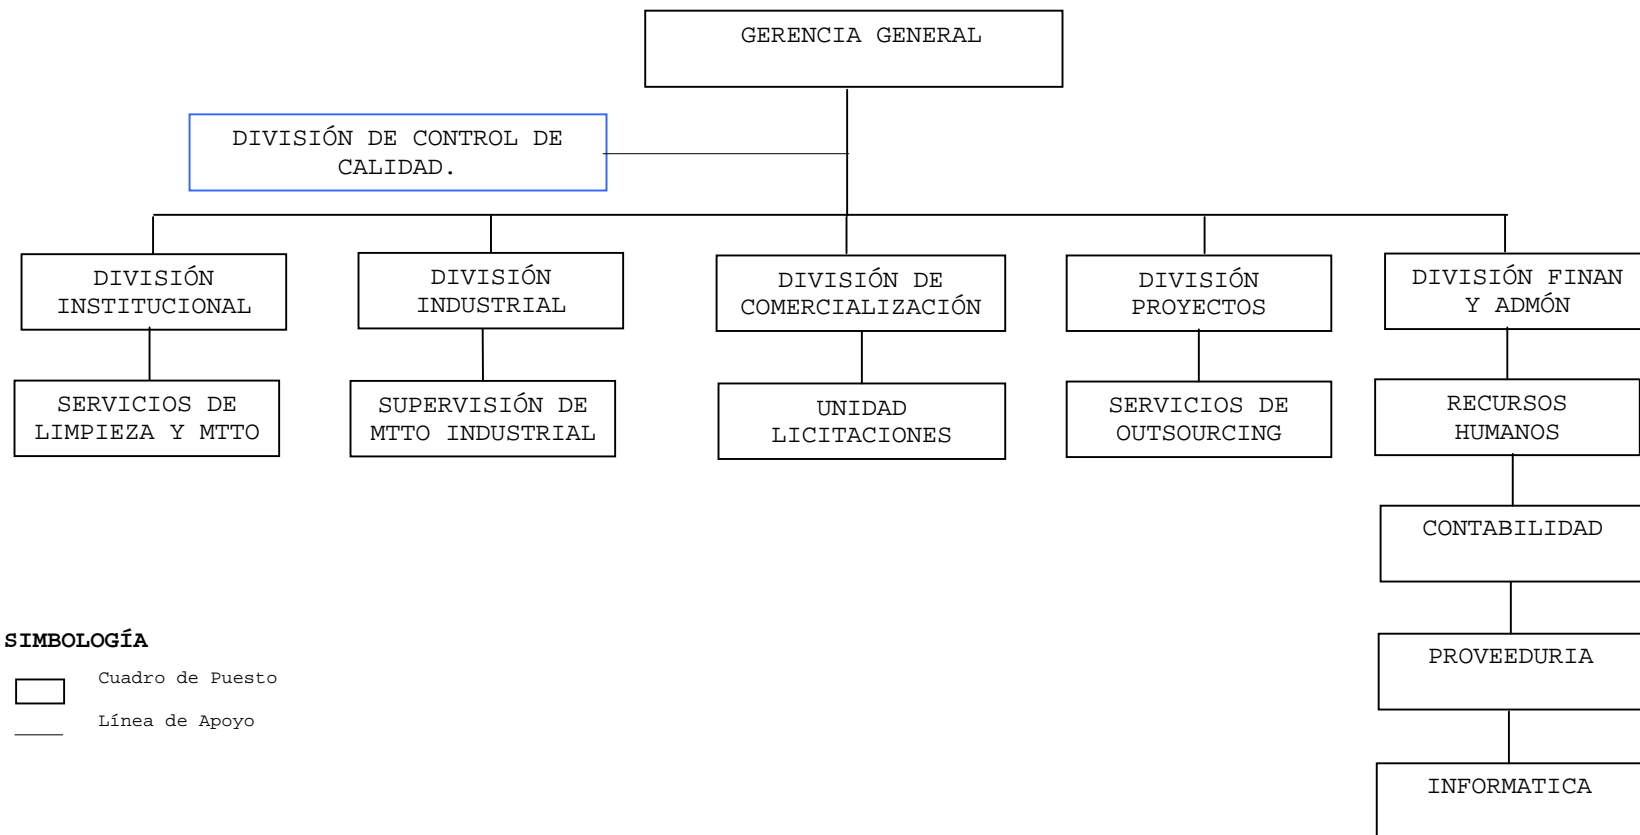 GERENCIA GENERAL
DIVISIÓN DE CONTROL DE
CALIDAD.
DIVISIÓN
INSTITUCIONAL
DIVISIÓN
INDUSTRIAL
DIVISIÓN DE
COMERCIALIZACIÓN
DIVISIÓN
PROYECTOS
DIVISIÓN FINAN
Y ADMÓN
SERVICIOS DE
LIMPIEZA Y MTTO
SUPERVISIÓN DE
MTTO INDUSTRIAL
UNIDAD
LICITACIONES
SERVICIOS DE
OUTSOURCING
RECURSOS
HUMANOS
CONTABILIDAD
PROVEEDURIA
INFORMATICA
SIMBOLOGÍA
Cuadro de Puesto
Línea de Apoyo